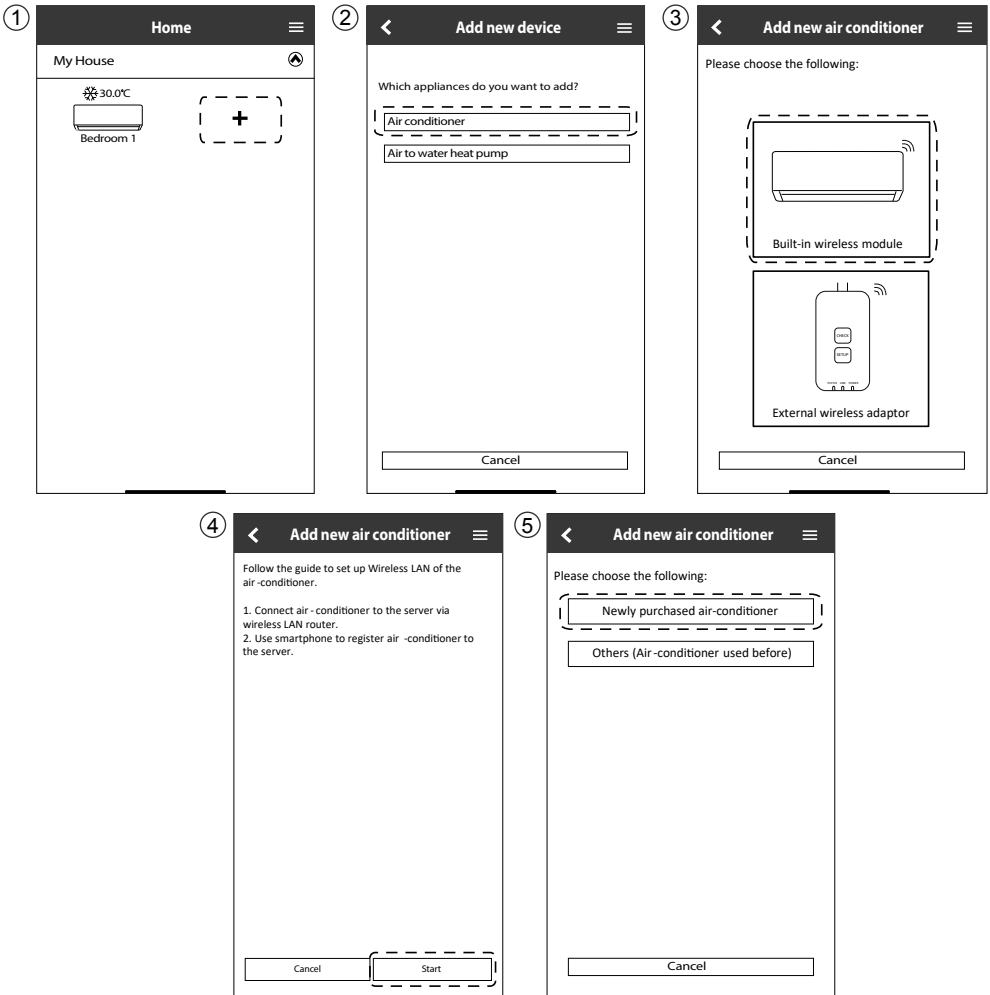 ①
Home
My House
30.0℃
+
Bedroom 1
②
Add new device
Which appliances do you want to add?
Air conditioner
Air to water heat pump
Cancel
③
Add new air conditioner
Please choose the following:
Built-in wireless module
CHECK
SETUP
External wireless adaptor
Cancel
④
Add new air conditioner
Follow the guide to set up Wireless LAN of the
air-conditioner.
1. Connect air-conditioner to the server via
wireless LAN router.
2. Use smartphone to register air -conditioner to
the server.
Cancel
Start
⑤
Add new air conditioner
Please choose the following:
Newly purchased air-conditioner
Others (Air-conditioner used before)
Cancel